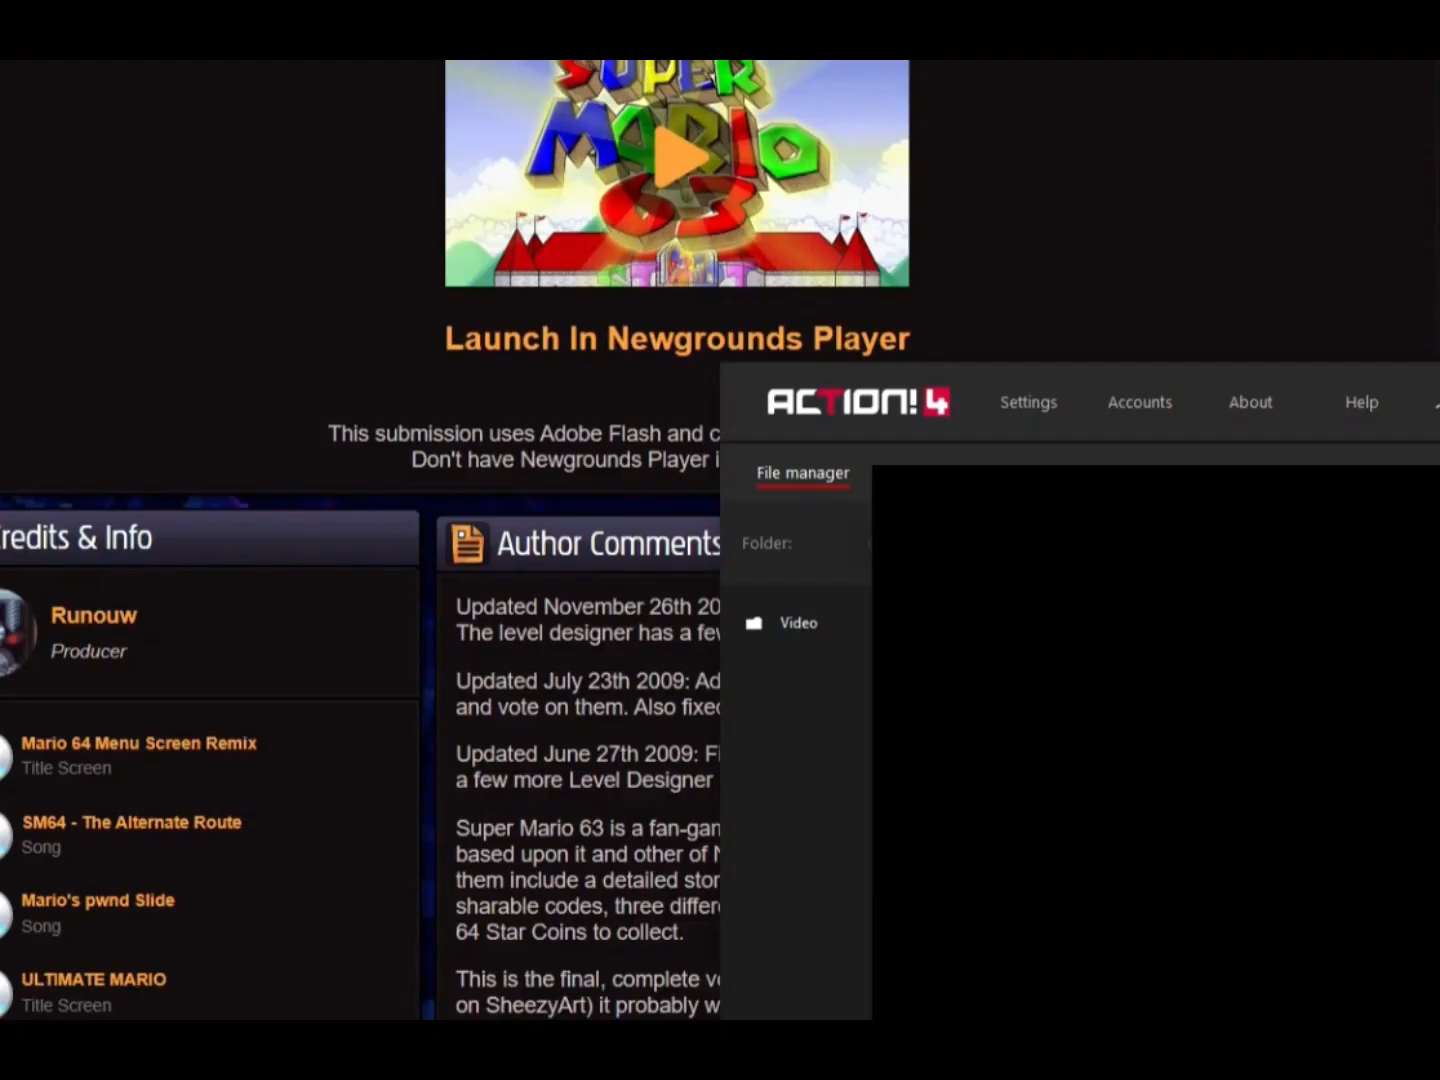 SUPER
MARIO
63
Launch In Newgrounds Player
This submission uses Adobe Flash and
Don't have Newgrounds Player
ACTION! 4
Settings
Accounts
About
Help
File manager
Folder:
Video
redits & Info
Runouw
Producer
Mario 64 Menu Screen Remix
Title Screen
SM64 - The Alternate Route
Song
Mario's pwnd Slide
Song
ULTIMATE MARIO
Title Screen
Author Comments
Updated November 26th 20
The level designer has a few
Updated July 23th 2009: Ad
and vote on them. Also fixed
Updated June 27th 2009: F
a few more Level Designer
Super Mario 63 is a fan-gam
based upon it and other of N
them include a detailed stor
sharable codes, three differe
64 Star Coins to collect.
This is the final, complete ve
on SheezyArt) it probably w